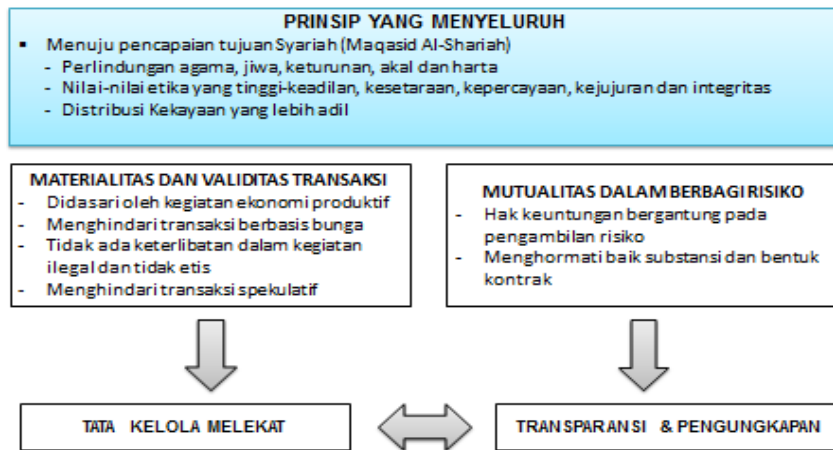 PRINSIP YANG MENYELURUH
▪ Menuju pencapaian tujuan Syariah (Maqasid Al-Shariah)
- Perlindungan agama, jiwa, keturunan, akal dan harta
- Nilai-nilai etika yang tinggi-keadilan, kesetaraan, kepercayaan, kejujuran dan integritas
- Distribusi Kekayaan yang lebih adil
MATERIALITAS DAN VALIDITAS TRANSAKSI
- Didasari oleh kegiatan ekonomi produktif
- Menghindari transaksi berbasis bunga
- Tidak ada keterlibatan dalam kegiatan
ilegal dan tidak etis
- Menghindari transaksi spekulatif
MUTUALITAS DALAM BERBAGI RISIKO
- Hak keuntungan bergantung pada
pengambilan risiko
- Menghormati baik substansi dan bentuk
kontrak
TATA KELOLA MELEKAT
TRANSPARANSI & PENGUNGKAPAN